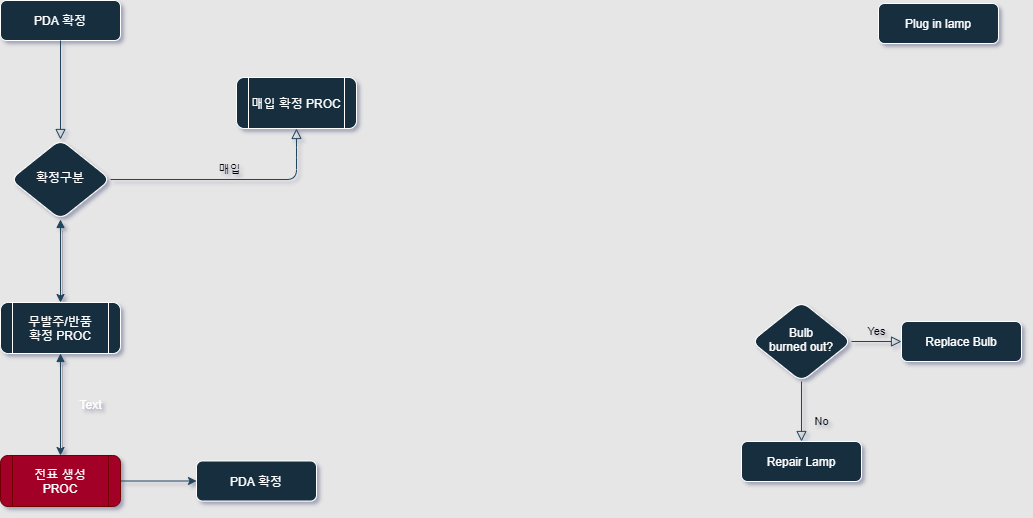 PDA 확정
Plug in lamp
매입 확정 PROC
매입
확정구분
무발주/반품
확정 PROC
Bulb
burned out?
Yes
Replace Bulb
Text
No
전표 생성
PROC
PDA 확정
Repair Lamp